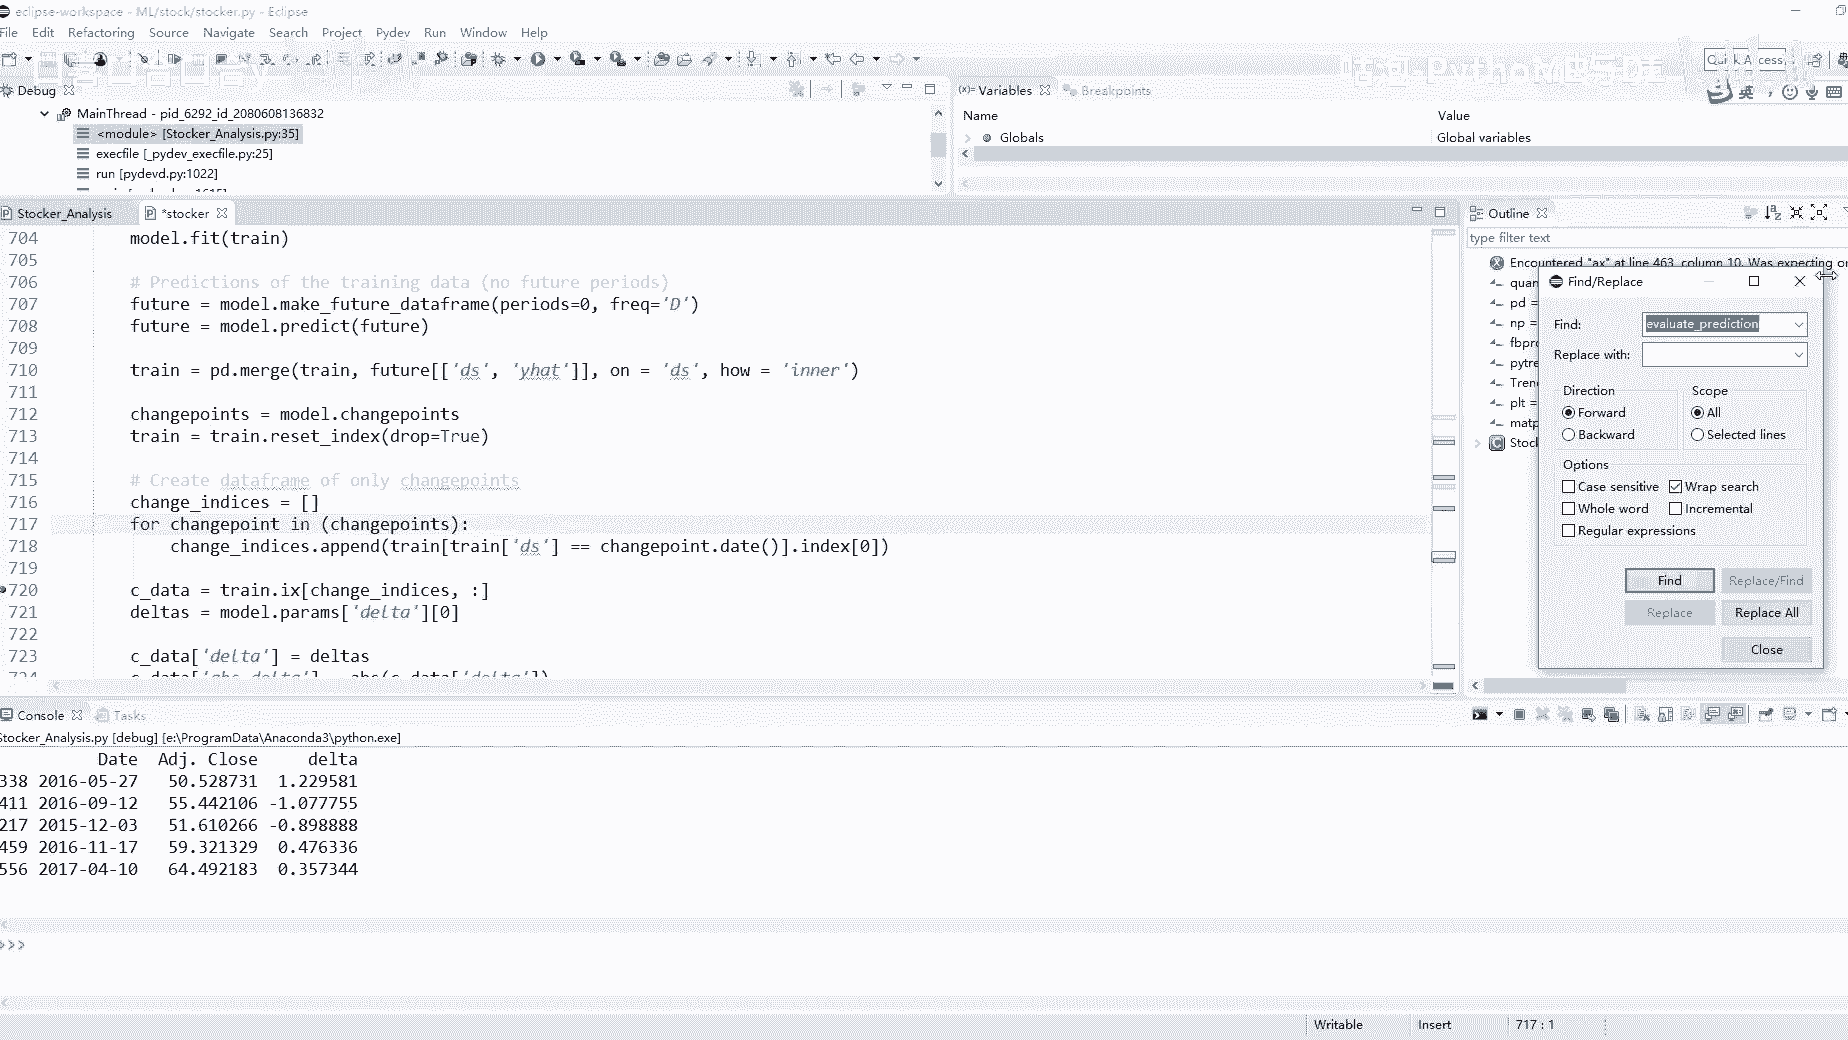 eclipse-workspace - ML/stock/stocker.py - Eclipse
File Edit Refactoring Source Navigate Search Project Pydev Run Window Help
Debug
MainThread - pid_6292_id_2080608136832
<module> [Stocker_Analysis.py:35]
execfile [_pydev_execfile.py:25]
run [pydevd.py:1022]
(x)= Variables Breakpoints
Name Value
Globals Global variables
Stocker_Analysis *stocker
704 model.fit(train)
705
706 # Predictions of the training data (no future periods)
707 future = model.make_future_dataframe(periods=0, freq='D')
708 future = model.predict(future)
709
710 train = pd.merge(train, future[['ds', 'yhat']], on = 'ds', how = 'inner')
711
712 changepoints = model.changepoints
713 train = train.reset_index(drop=True)
714
715 # Create dataframe of only changepoints
716 change_indices = []
717 for changepoint in (changepoints):
718 change_indices.append(train[train['ds'] == changepoint.date()].index[0])
719
720 c_data = train.ix[change_indices, :]
721 deltas = model.params['delta'][0]
722
723 c_data['delta'] = deltas
724 c_data['abs_delta'] = abs(c_data['delta'])
Outline
type filter text
Encountered "ax" at line 463, column 10. Was expecting
quan
pd =
np =
fbpro
pytre
Tren
plt =
matp
Stoc
Find/Replace
Find: evaluate_prediction
Replace with:
Direction Scope
Forward All
Backward Selected lines
Options
Case sensitive Wrap search
Whole word Incremental
Regular expressions
Find Replace/Find
Replace Replace All
Close
Console Tasks
Stocker_Analysis.py [debug] [e:\ProgramData\Anaconda3\python.exe]
Date Adj. Close delta
338 2016-05-27 50.528731 1.229581
411 2016-09-12 55.442106 -1.077755
217 2015-12-03 51.610266 -0.898888
459 2016-11-17 59.321329 0.476336
556 2017-04-10 64.492183 0.357344
>>>
Writable Insert 717 : 1